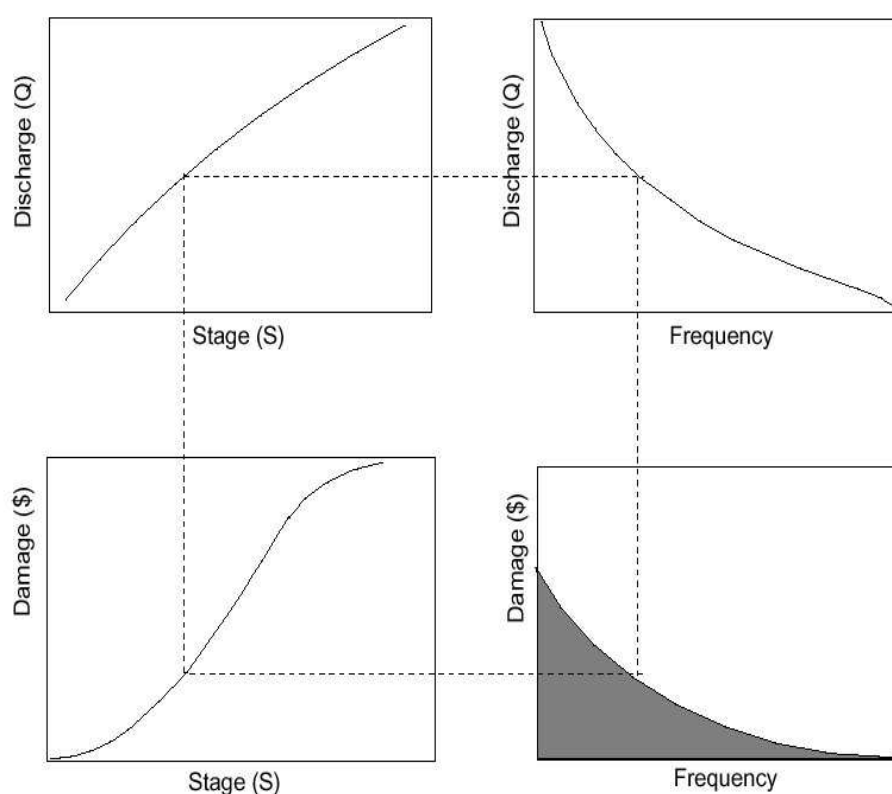 Discharge (Q)
Stage (S)
Discharge (Q)
Frequency
Damage ($)
Stage (S)
Damage ($)
Frequency